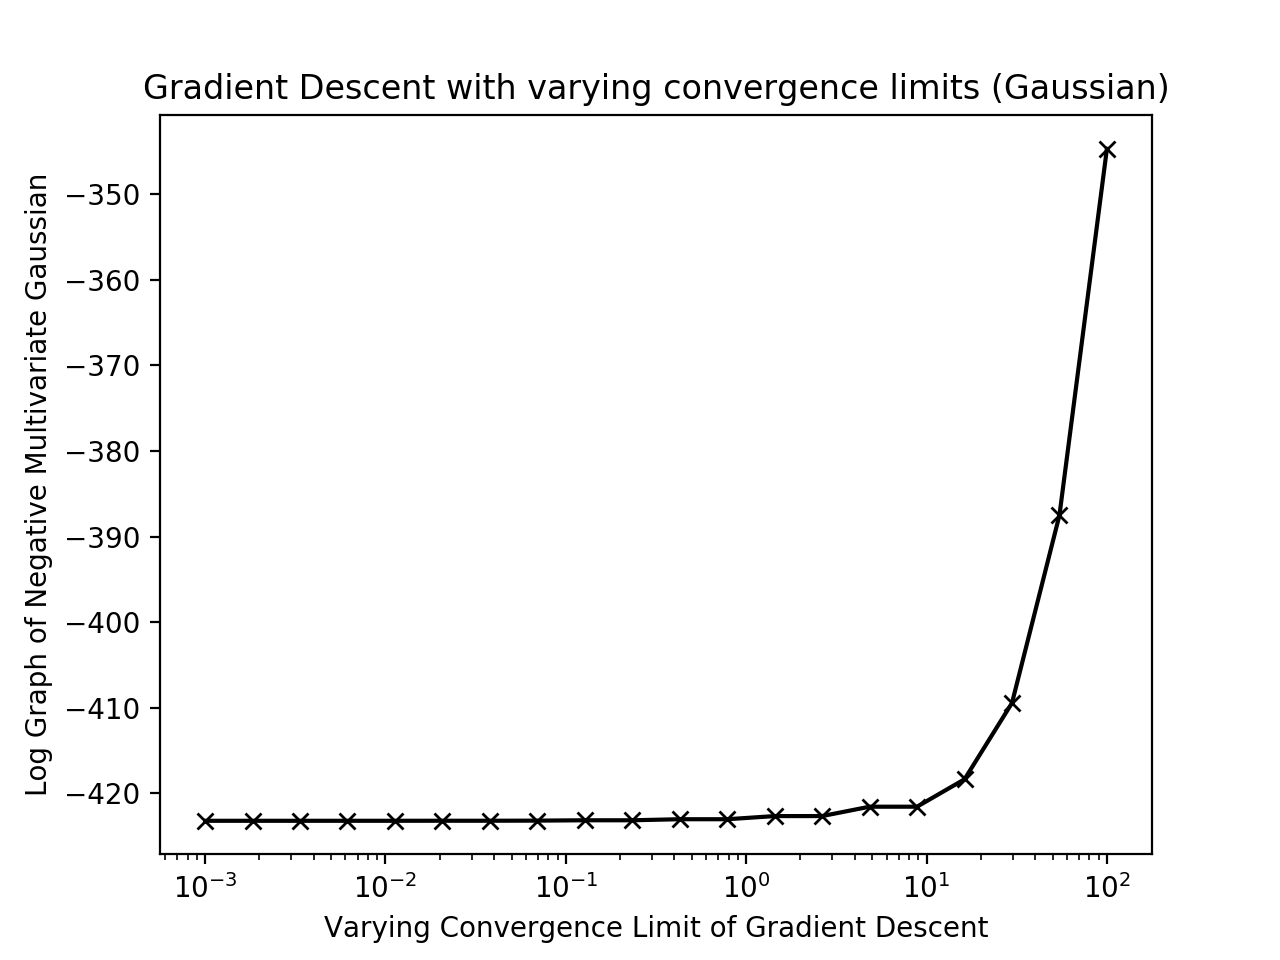 Gradient Descent with varying convergence limits (Gaussian)
Log Graph of Negative Multivariate Gaussian
−350
−360
−370
−380
−390
−400
−410
−420
10⁻³ 10⁻² 10⁻¹ 10⁰ 10¹ 10²
Varying Convergence Limit of Gradient Descent